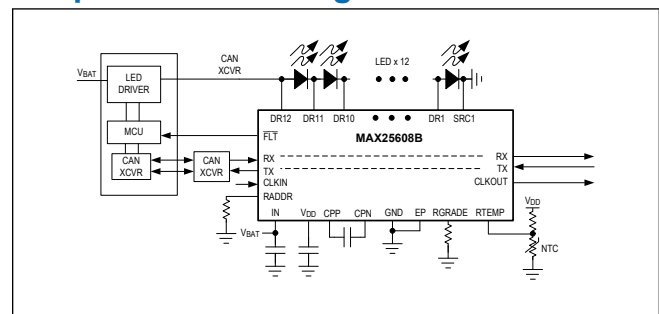 CAN
XCVR
LED x 12
VBAT
LED
DRIVER
DR12 DR11 DR10 DR1 SRC1
MAX25608B
MCU
FLT
CAN
XCVR
CAN
XCVR
RX
TX
CLKIN
RADDR
RX
TX
CLKOUT
IN VDD CPP CPN GND EP RGRADE RTEMP
VBAT
VDD
NTC